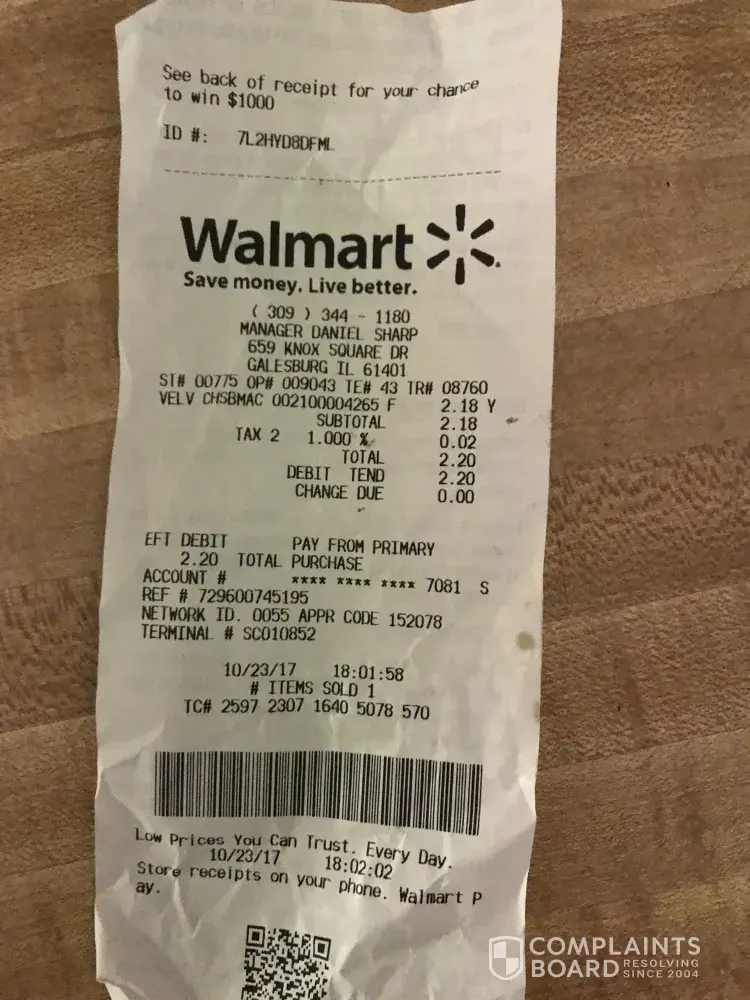 See back of receipt for your chance
to win $1000
ID #: 7L2HYD8DFML
Walmart
Save money. Live better.
( 309 ) 344 - 1180
MANAGER DANIEL SHARP
659 KNOX SQUARE DR
GALESBURG IL 61401
ST# 00775 OP# 009043 TE# 43 TR# 08760
VELV CHSBMAC 002100004265 F 2.18 Y
SUBTOTAL 2.18
TAX 2 1.000 % 0.02
TOTAL 2.20
DEBIT TEND 2.20
CHANGE DUE 0.00
EFT DEBIT PAY FROM PRIMARY
2.20 TOTAL PURCHASE
ACCOUNT # **** **** **** 7081 S
REF # 729600745195
NETWORK ID. 0055 APPR CODE 152078
TERMINAL # SC010852
10/23/17 18:01:58
# ITEMS SOLD 1
TC# 2597 2307 1640 5078 570
Low Prices You Can Trust. Every Day.
10/23/17 18:02:02
Store receipts on your phone. Walmart P
ay.
COMPLAINTS
BOARD RESOLVING
SINCE 2004